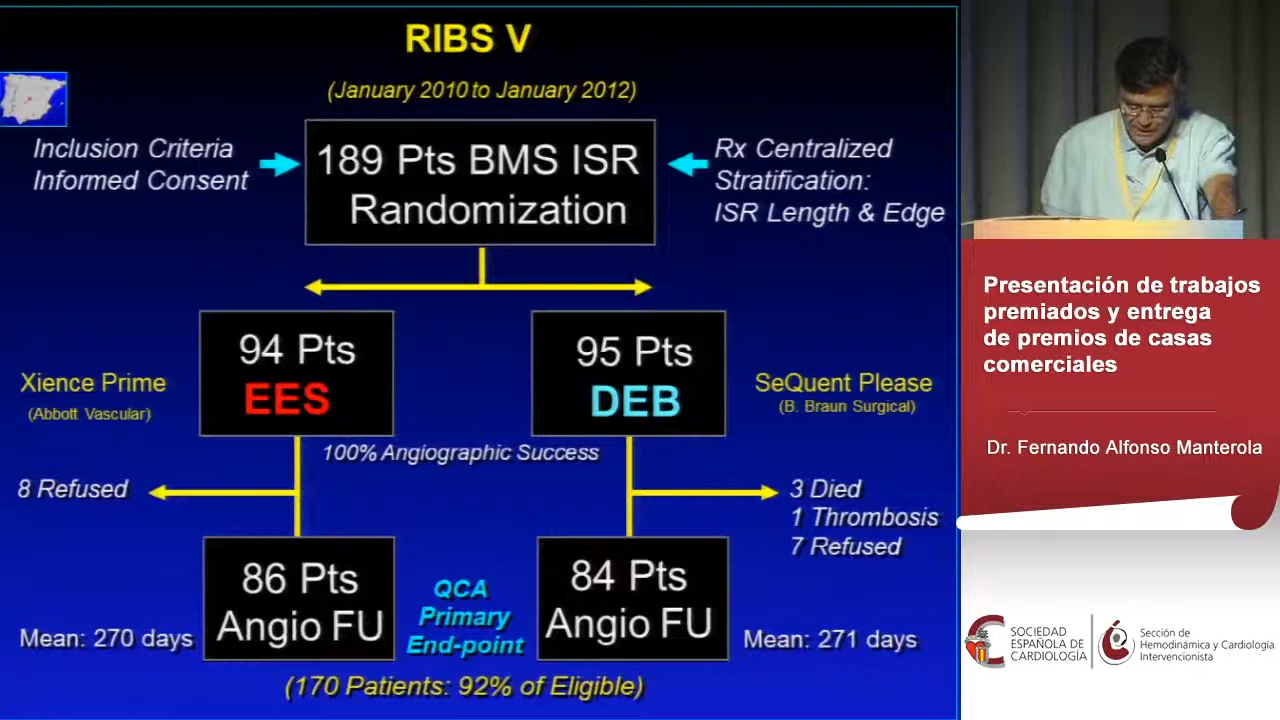 RIBS V
(January 2010 to January 2012)
Inclusion Criteria
Informed Consent
189 Pts BMS ISR
Randomization
Rx Centralized
Stratification:
ISR Length & Edge
94 Pts
EES
95 Pts
DEB
Xience Prime
(Abbott Vascular)
SeQuent Please
(B. Braun Surgical)
100% Angiographic Success
8 Refused
3 Died
1 Thrombosis
7 Refused
86 Pts
Angio FU
QCA
Primary
End-point
84 Pts
Angio FU
Mean: 270 days
Mean: 271 days
(170 Patients: 92% of Eligible)
Presentación de trabajos
premiados y entrega
de premios de casas
comerciales
Dr. Fernando Alfonso Manterola
SOCIEDAD
ESPAÑOLA DE
CARDIOLOGÍA
Sección de
Hemodinámica y Cardiología
Intervencionista